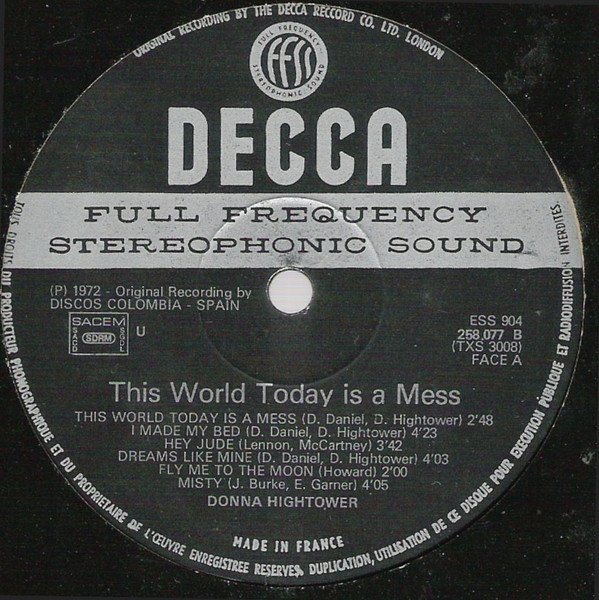 ORIGINAL RECORDING BY THE DECCA RECCORD CO. LTD. LONDON
FULL FREQUENCY
FFSS
STEREOPHONIC SOUND
DECCA
FULL FREQUENCY
STEREOPHONIC SOUND
(P) 1972 - Original Recording by
DISCOS COLOMBIA - SPAIN
SACEM
SACD
SDRM
SGDL
U
ESS 904
258.077 B
(TXS 3008)
FACE A
This World Today is a Mess
THIS WORLD TODAY IS A MESS (D. Daniel, D. Hightower) 2'48
I MADE MY BED (D. Daniel, D. Hightower) 4'23
HEY JUDE (Lennon, McCartney) 3'42
DREAMS LIKE MINE (D. Daniel, D. Hightower) 4'03
FLY ME TO THE MOON (Howard) 2'00
MISTY (J. Burke, E. Garner) 4'05
DONNA HIGHTOWER
MADE IN FRANCE
TOUS DROITS DU PRODUCTEUR PHONOGRAPHIQUE ET DU PROPRIETAIRE DE L'ŒUVRE ENREGISTREE RESERVES. DUPLICATION, UTILISATION DE CE DISQUE POUR EXECUTION PUBLIQUE ET RADIODIFFUSION INTERDITES